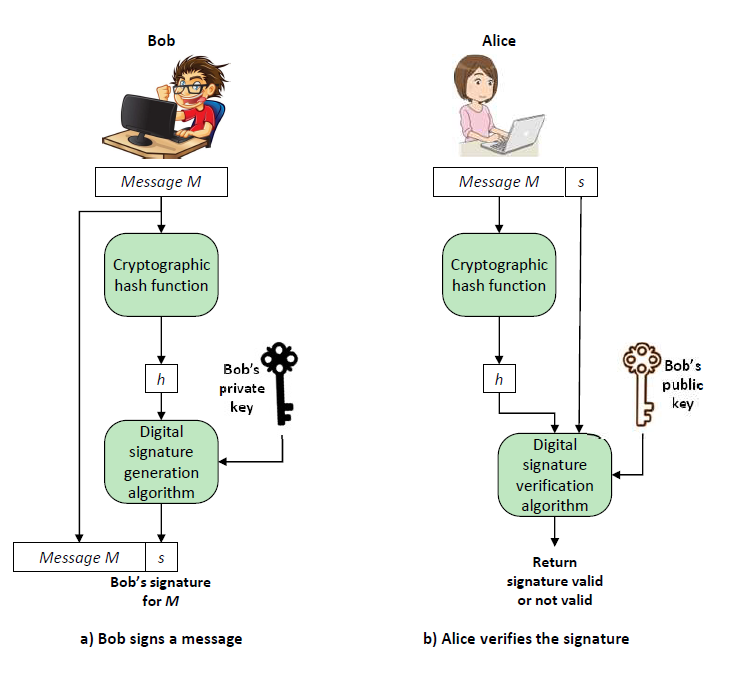 Bob
Message M
Cryptographic
hash function
h
Bob's
private
key
Digital
signature
generation
algorithm
Message M
s
Bob's signature
for M
a) Bob signs a message
Alice
Message M
s
Cryptographic
hash function
h
Bob's
public
key
Digital
signature
verification
algorithm
Return
signature valid
or not valid
b) Alice verifies the signature